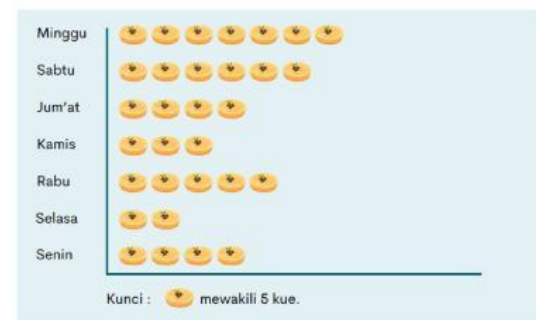 Minggu
Sabtu
Jum'at
Kamis
Rabu
Selasa
Senin
Kunci : mewakili 5 kue.